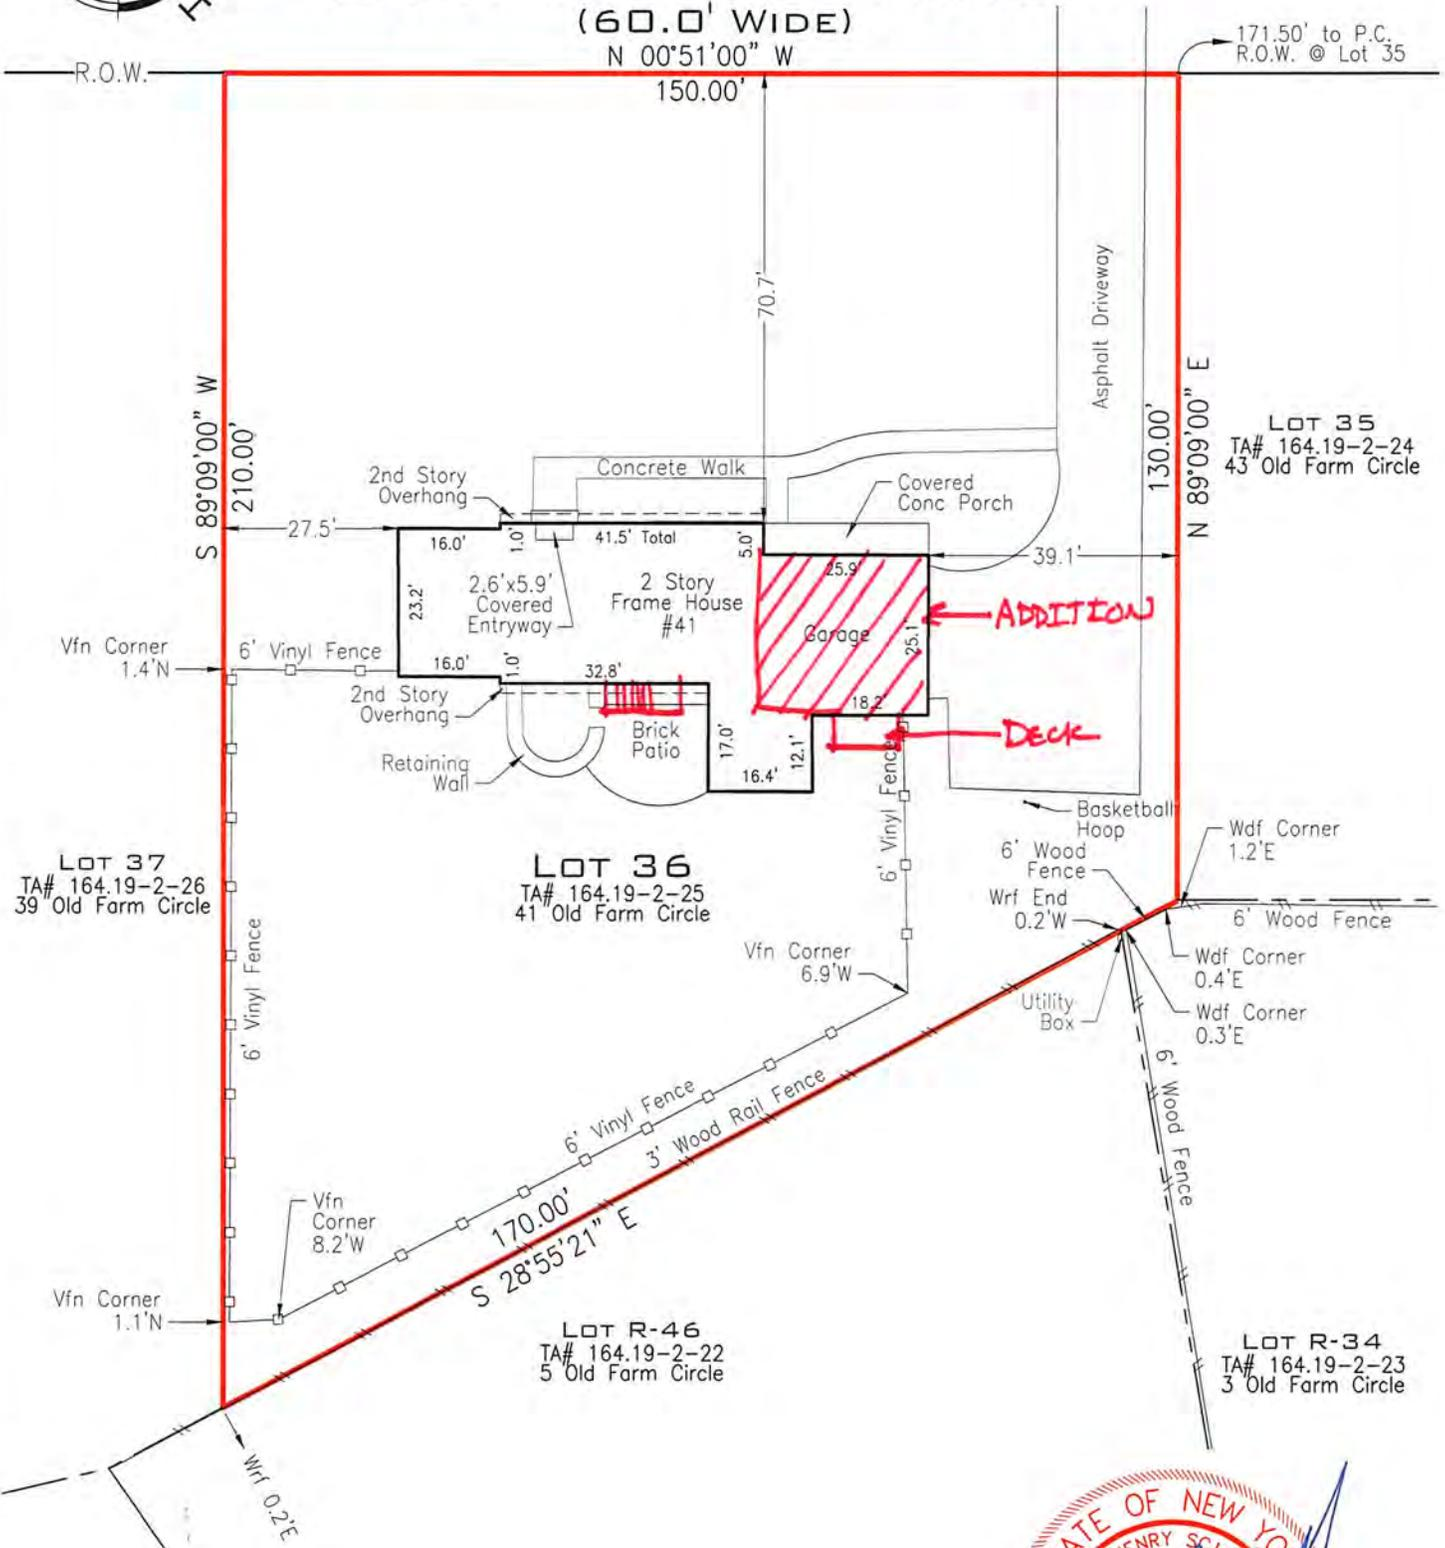 (60.0' WIDE)
N 00°51'00" W
150.00'
171.50' to P.C.
R.O.W. @ Lot 35
R.O.W.
70.7'
Asphalt Driveway
S 89°09'00" W
210.00'
130.00'
N 89°09'00" E
LOT 35
TA# 164.19-2-24
43 Old Farm Circle
2nd Story
Overhang
Concrete Walk
Covered
Conc Porch
27.5'
16.0'
1.0'
41.5' Total
5.0'
25.9'
39.1'
23.2'
2.6'x5.9'
Covered
Entryway
2 Story
Frame House
#41
Garage
25.1'
ADDITION
Vfn Corner
1.4'N
6' Vinyl Fence
16.0'
1.0'
32.8'
18.2'
2nd Story
Overhang
Brick
Patio
17.0'
12.1'
16.4'
DECK
Retaining
Wall
6' Vinyl Fence
Basketball
Hoop
LOT 37
TA# 164.19-2-26
39 Old Farm Circle
LOT 36
TA# 164.19-2-25
41 Old Farm Circle
6' Wood
Fence
Wdf Corner
1.2'E
Wrf End
0.2'W
6' Wood Fence
6' Vinyl Fence
Vfn Corner
6.9'W
Wdf Corner
0.4'E
Utility
Box
Wdf Corner
0.3'E
6' Wood Fence
6' Vinyl Fence
3' Wood Rail Fence
170.00'
S 28°55'21" E
Vfn
Corner
8.2'W
Vfn Corner
1.1'N
LOT R-46
TA# 164.19-2-22
5 Old Farm Circle
LOT R-34
TA# 164.19-2-23
3 Old Farm Circle
Wrf 0.2'E
OF NEW